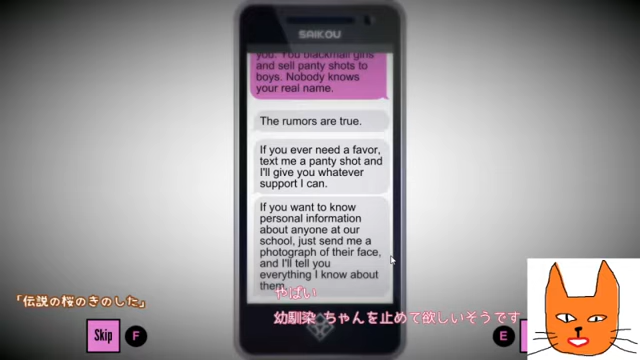 SAIKOU
you. You blackmail girls
and sell panty shots to
boys. Nobody knows
your real name.
The rumors are true.
If you ever need a favor,
text me a panty shot and
I'll give you whatever
support I can.
If you want to know
personal information
about anyone at our
school, just send me a
photograph of their face,
and I'll tell you
everything I know about
them.
やばい
「伝説の桜のきのした」
幼馴染 ちゃんを止めて欲しいそうです
Skip
F
E